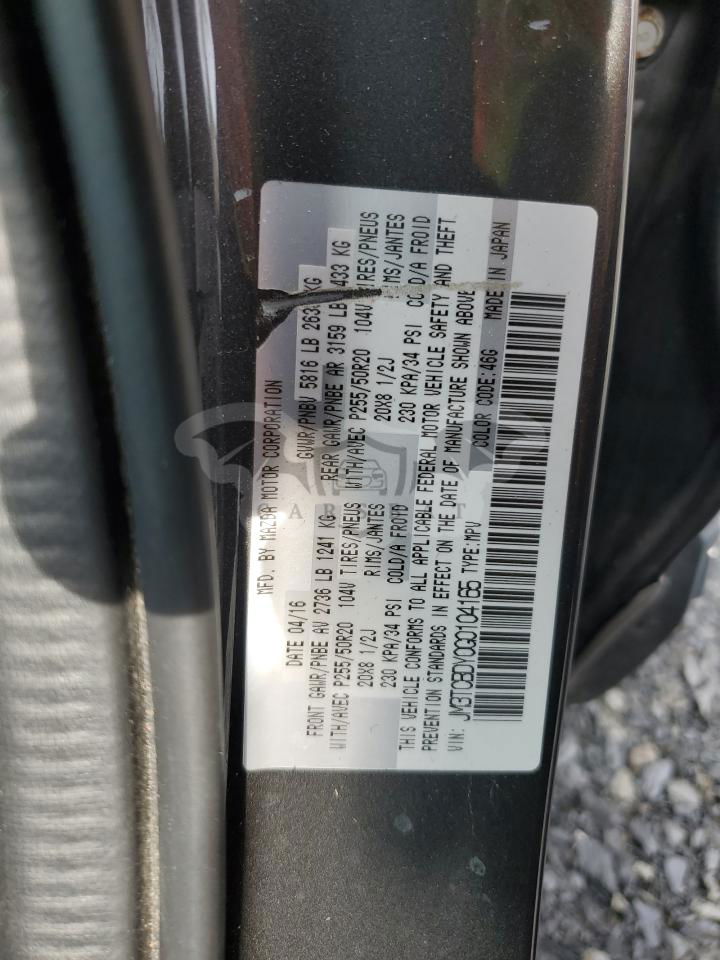 MFD. BY MAZDA MOTOR CORPORATION
DATE 04/16 GVWR/PNBV 5816 LB KG
FRONT GAWR/PNBE AV 2736 LB 1241 KG REAR GAWR/PNBE AR 3159 LB 1433 KG
WITH/AVEC P255/50R20 104V TIRES/PNEUS WITH/AVEC P255/50R20 104V TIRES/PNEUS
20X8 1/2J RIMS/JANTES 20X8 1/2J RIMS/JANTES
230 KPA/34 PSI COLD/A FROID 230 KPA/34 PSI COLD/A FROID
THIS VEHICLE CONFORMS TO ALL APPLICABLE FEDERAL MOTOR VEHICLE SAFETY AND THEFT
PREVENTION STANDARDS IN EFFECT ON THE DATE OF MANUFACTURE SHOWN ABOVE.
VIN: JM3TCBDY0G0104165 TYPE:MPV COLOR CODE:46G MADE IN JAPAN